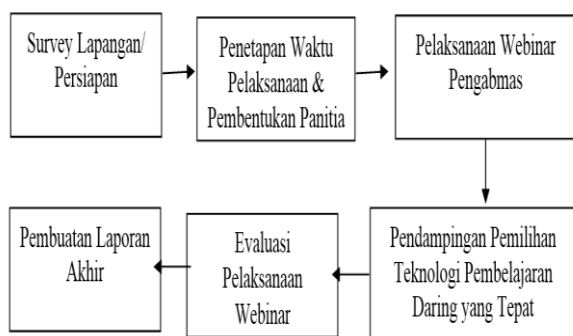 Survey Lapangan/
Persiapan
Penetapan Waktu
Pelaksanaan &
Pembentukan Panitia
Pelaksanaan Webinar
Pengabmas
Pendampingan Pemilihan
Teknologi Pembelajaran
Daring yang Tepat
Evaluasi
Pelaksanaan
Webinar
Pembuatan Laporan
Akhir